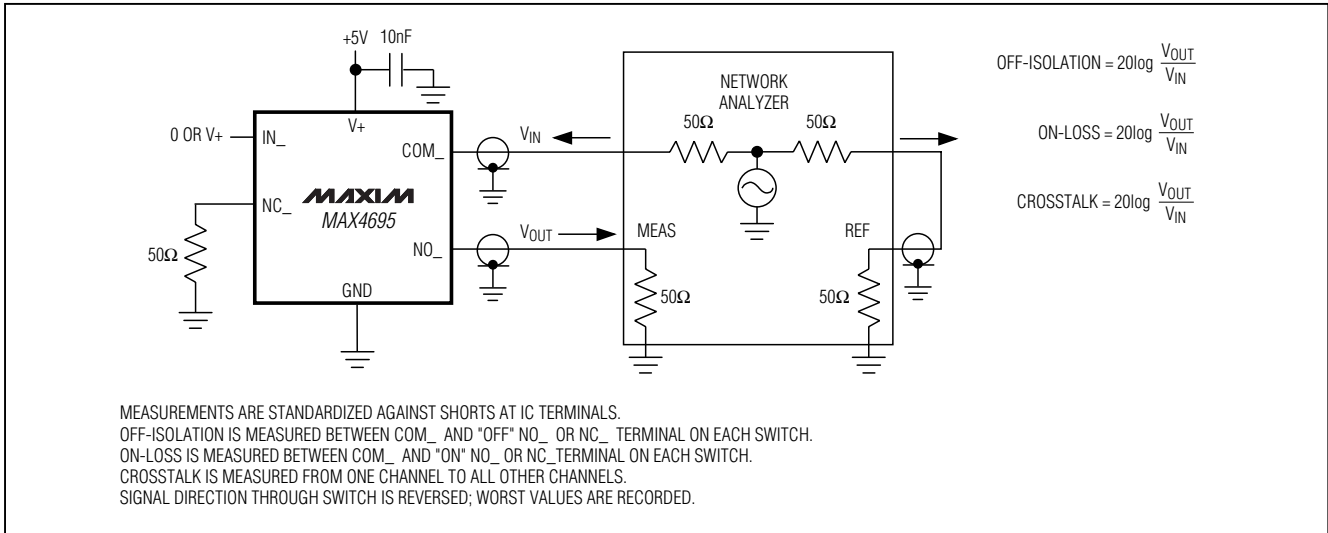 +5V 10nF
0 OR V+ IN_ V+
COM_
NC_
MAXIM
MAX4695
NO_
GND
50Ω
V_IN
V_OUT
NETWORK
ANALYZER
50Ω 50Ω
MEAS REF
50Ω 50Ω
OFF-ISOLATION = 20log V_OUT / V_IN
ON-LOSS = 20log V_OUT / V_IN
CROSSTALK = 20log V_OUT / V_IN
MEASUREMENTS ARE STANDARDIZED AGAINST SHORTS AT IC TERMINALS.
OFF-ISOLATION IS MEASURED BETWEEN COM_ AND "OFF" NO_ OR NC_ TERMINAL ON EACH SWITCH.
ON-LOSS IS MEASURED BETWEEN COM_ AND "ON" NO_ OR NC_TERMINAL ON EACH SWITCH.
CROSSTALK IS MEASURED FROM ONE CHANNEL TO ALL OTHER CHANNELS.
SIGNAL DIRECTION THROUGH SWITCH IS REVERSED; WORST VALUES ARE RECORDED.